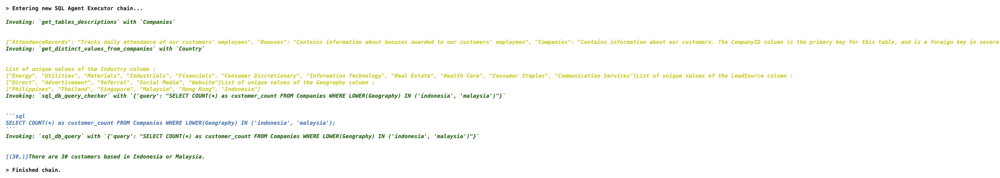 > Entering new SQL Agent Executor chain...
Invoking: `get_tables_descriptions` with `Companies`
{"AttendanceRecords": "Tracks daily attendance of our customers' employees", "Bonuses": "Contains information about bonuses awarded to our customers' employees", "Companies": "Contains information about our customers. The CompanyID column is the primary key for this table, and is a foreign key in several
Invoking: `get_distinct_values_from_companies` with `Country`
List of unique values of the Industry column :
["Energy", "Utilities", "Materials", "Industrials", "Financials", "Consumer Discretionary", "Information Technology", "Real Estate", "Health Care", "Consumer Staples", "Communication Services"]List of unique values of the LeadSource column :
["Direct", "Advertisement", "Referral", "Social Media", "Website"]List of unique values of the Geography column :
["Philippines", "Thailand", "Singapore", "Malaysia", "Hong Kong", "Indonesia"]
Invoking: `sql_db_query_checker` with `{'query': "SELECT COUNT(*) as customer_count FROM Companies WHERE LOWER(Geography) IN ('indonesia', 'malaysia')"}`
```sql
SELECT COUNT(*) as customer_count FROM Companies WHERE LOWER(Geography) IN ('indonesia', 'malaysia');
```
Invoking: `sql_db_query` with `{'query': "SELECT COUNT(*) as customer_count FROM Companies WHERE LOWER(Geography) IN ('indonesia', 'malaysia')"}`
[(30,)]There are 30 customers based in Indonesia or Malaysia.
> Finished chain.